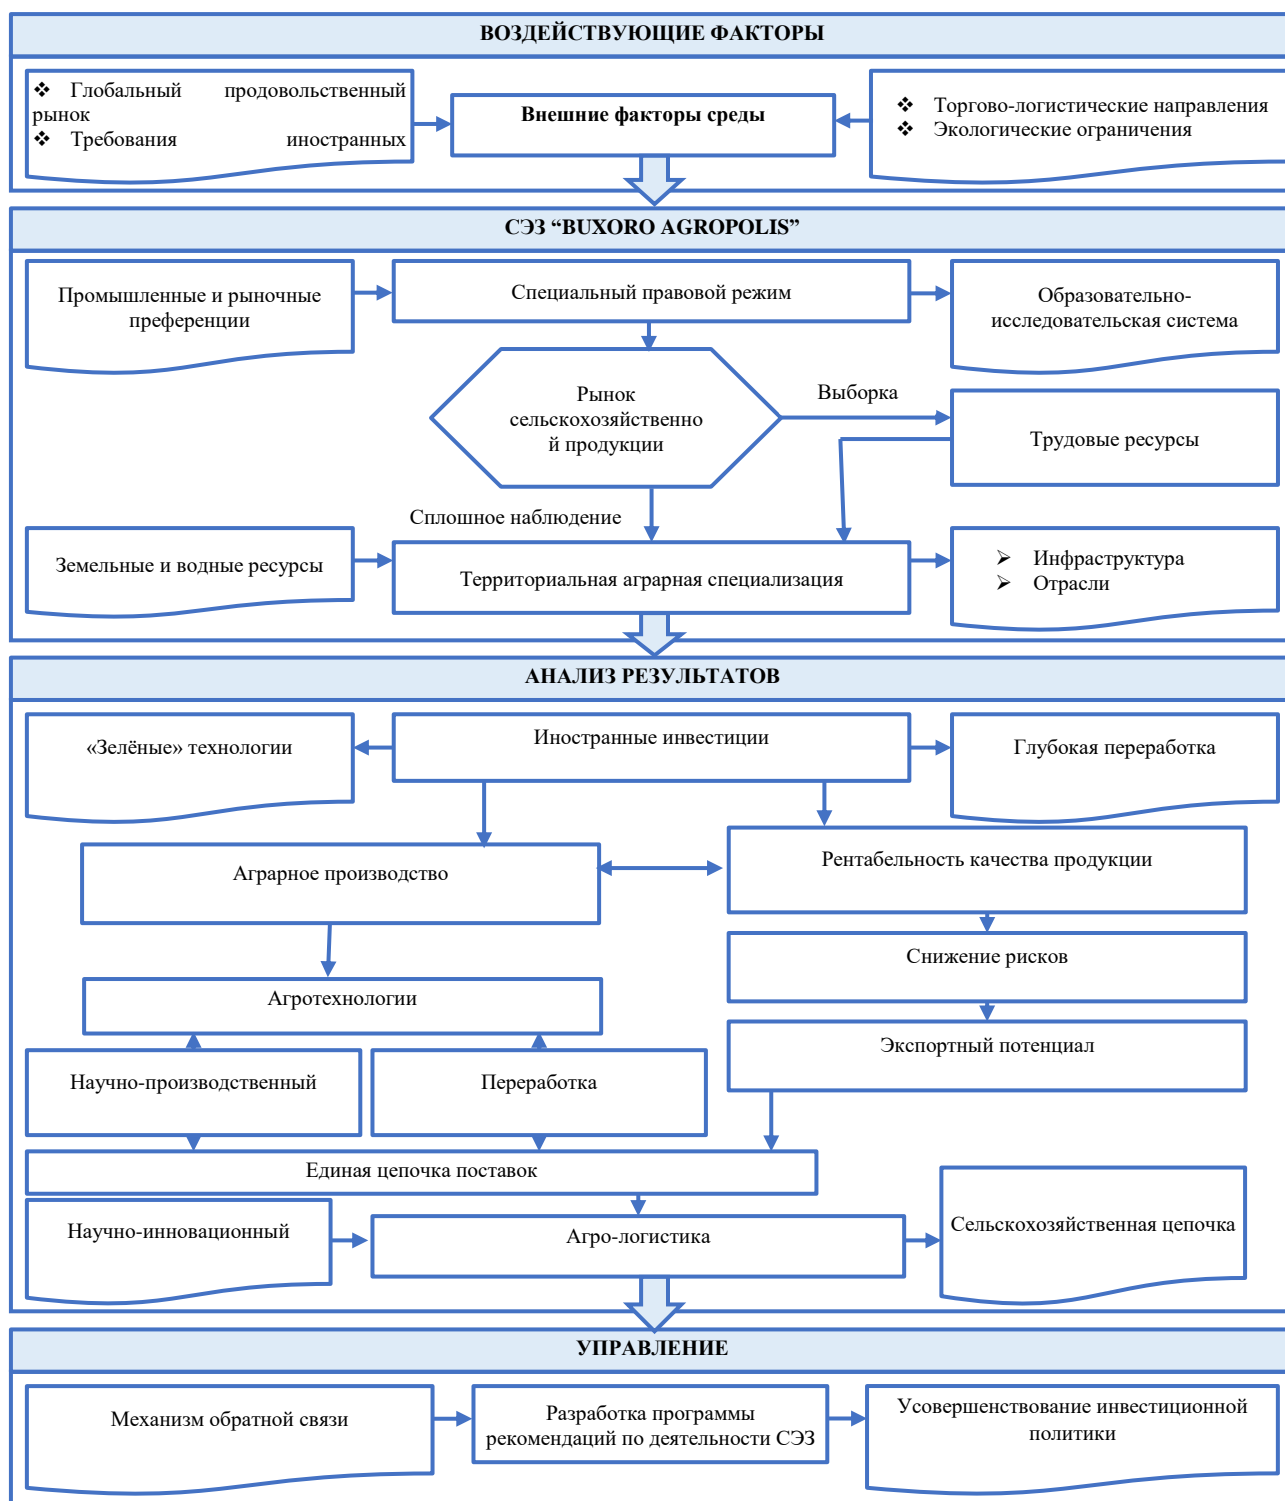 ВОЗДЕЙСТВУЮЩИЕ ФАКТОРЫ
❖ Глобальный продовольственный
рынок
❖ Требования иностранных
Внешние факторы среды
❖ Торгово-логистические направления
❖ Экологические ограничения
СЭЗ “BUXORO AGROPOLIS”
Промышленные и рыночные
преференции
Специальный правовой режим
Образовательно-
исследовательская система
Рынок
сельскохозяйственно
й продукции
Выборка
Трудовые ресурсы
Сплошное наблюдение
Земельные и водные ресурсы
Территориальная аграрная специализация
➢ Инфраструктура
➢ Отрасли
АНАЛИЗ РЕЗУЛЬТАТОВ
«Зелёные» технологии
Иностранные инвестиции
Глубокая переработка
Аграрное производство
Рентабельность качества продукции
Снижение рисков
Агротехнологии
Экспортный потенциал
Научно-производственный
Переработка
Единая цепочка поставок
Научно-инновационный
Агро-логистика
Сельскохозяйственная цепочка
УПРАВЛЕНИЕ
Механизм обратной связи
Разработка программы
рекомендаций по деятельности СЭЗ
Усовершенствование инвестиционной
политики